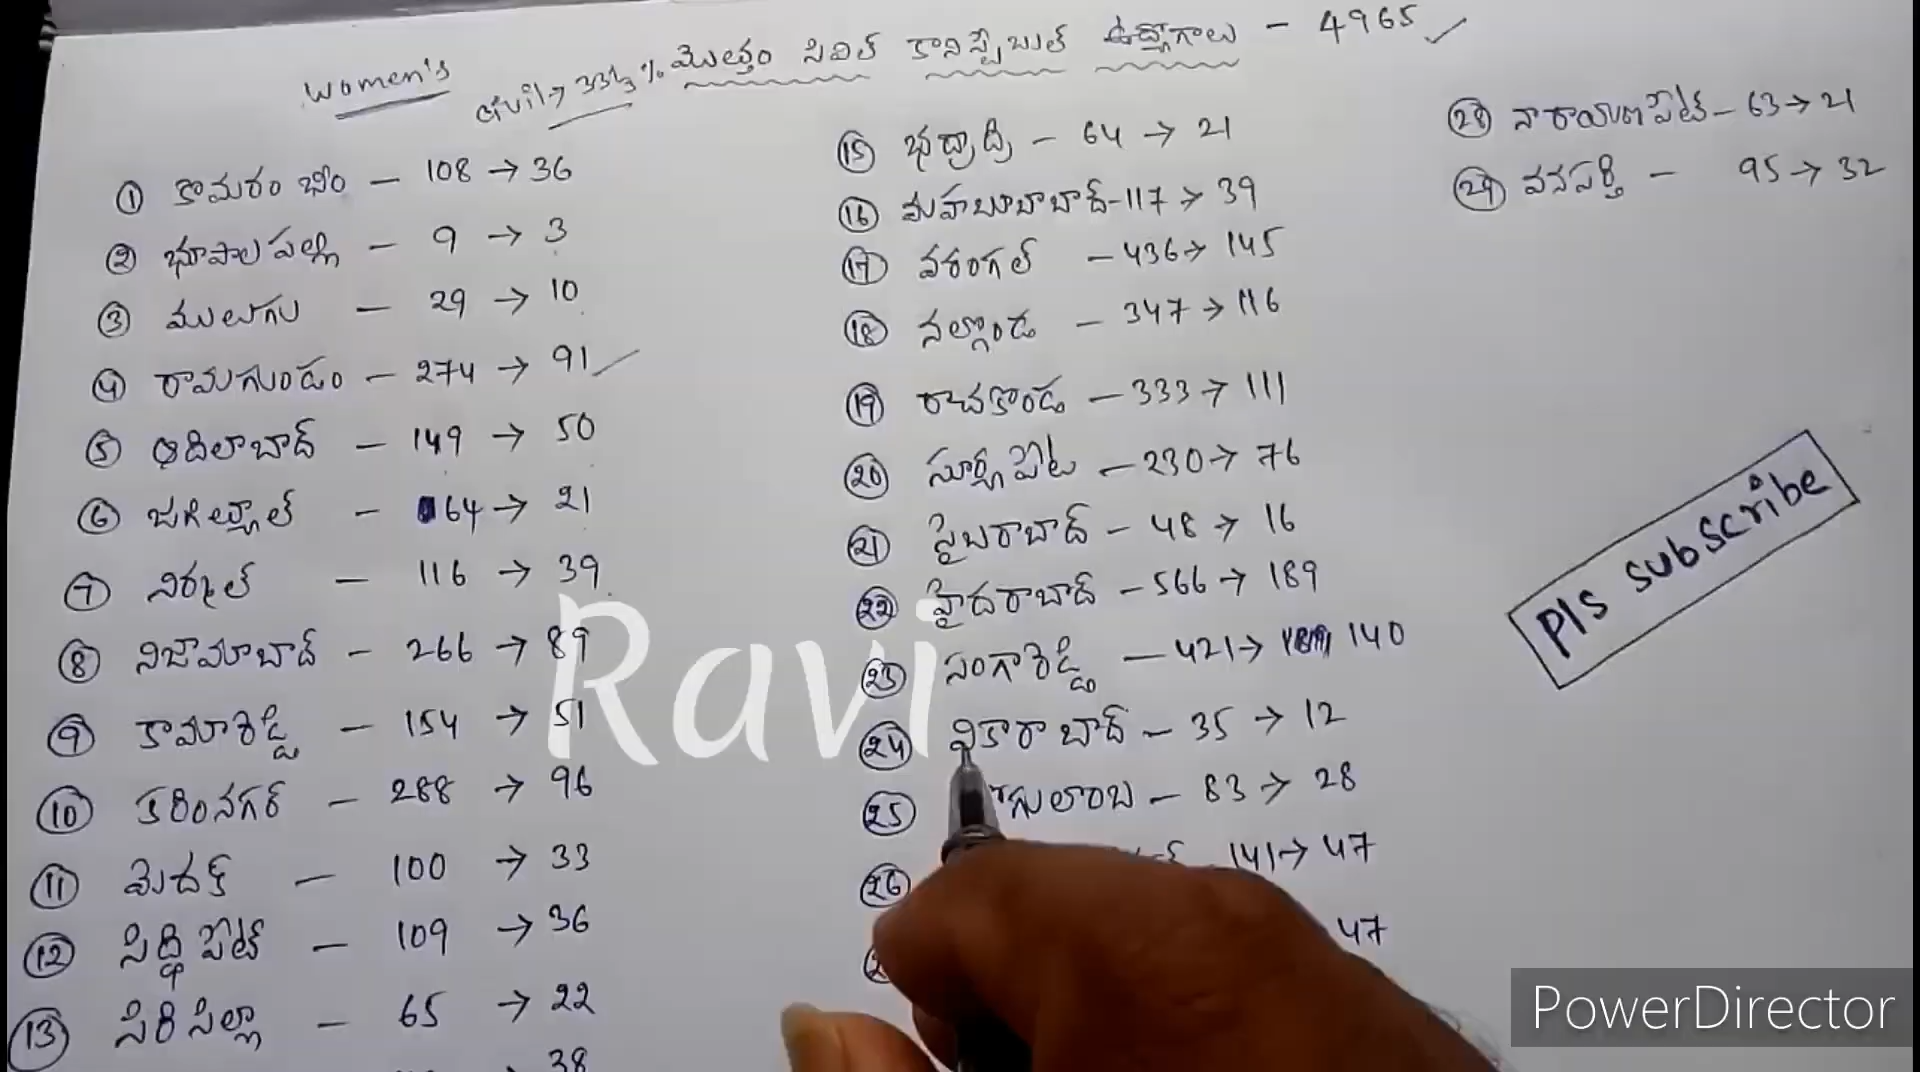 women's civil→ 33⅓ % మొత్తం సివిల్ కానిస్టేబుల్ ఉద్యోగాలు - 4965 ✓
① కొమరం భీం - 108 → 36
② భూపాలపల్లి - 9 → 3
③ ములుగు - 29 → 10
④ రామగుండం - 274 → 91 ✓
⑤ ఆదిలాబాద్ - 149 → 50
⑥ జగిత్యాల్ - 64 → 21
⑦ నిర్మల్ - 116 → 39
⑧ నిజామాబాద్ - 266 → 89
⑨ కామారెడ్డి - 154 → 51
⑩ కరీంనగర్ - 288 → 96
⑪ మెదక్ - 100 → 33
⑫ సిద్ధిపేట్ - 109 → 36
⑬ సిరిసిల్లా - 65 → 22
38
⑮ భద్రాద్రి - 64 → 21
⑯ మహబూబాబాద్ - 117 → 39
⑰ వరంగల్ - 436 → 145
⑱ నల్గొండ - 347 → 116
⑲ రాచకొండ - 333 → 111
⑳ సూర్యాపేట - 230 → 76
㉑ సైబరాబాద్ - 48 → 16
㉒ హైదరాబాద్ - 566 → 189
㉓ సంగారెడ్డి - 421 → 140
㉔ వికారాబాద్ - 35 → 12
㉕ గులాంబ - 83 → 28
㉖ - 141 → 47
47
㉘ నారాయణపేట్ - 63 → 21
㉙ వనపర్తి - 95 → 32
Pls subscribe
Ravi
PowerDirector